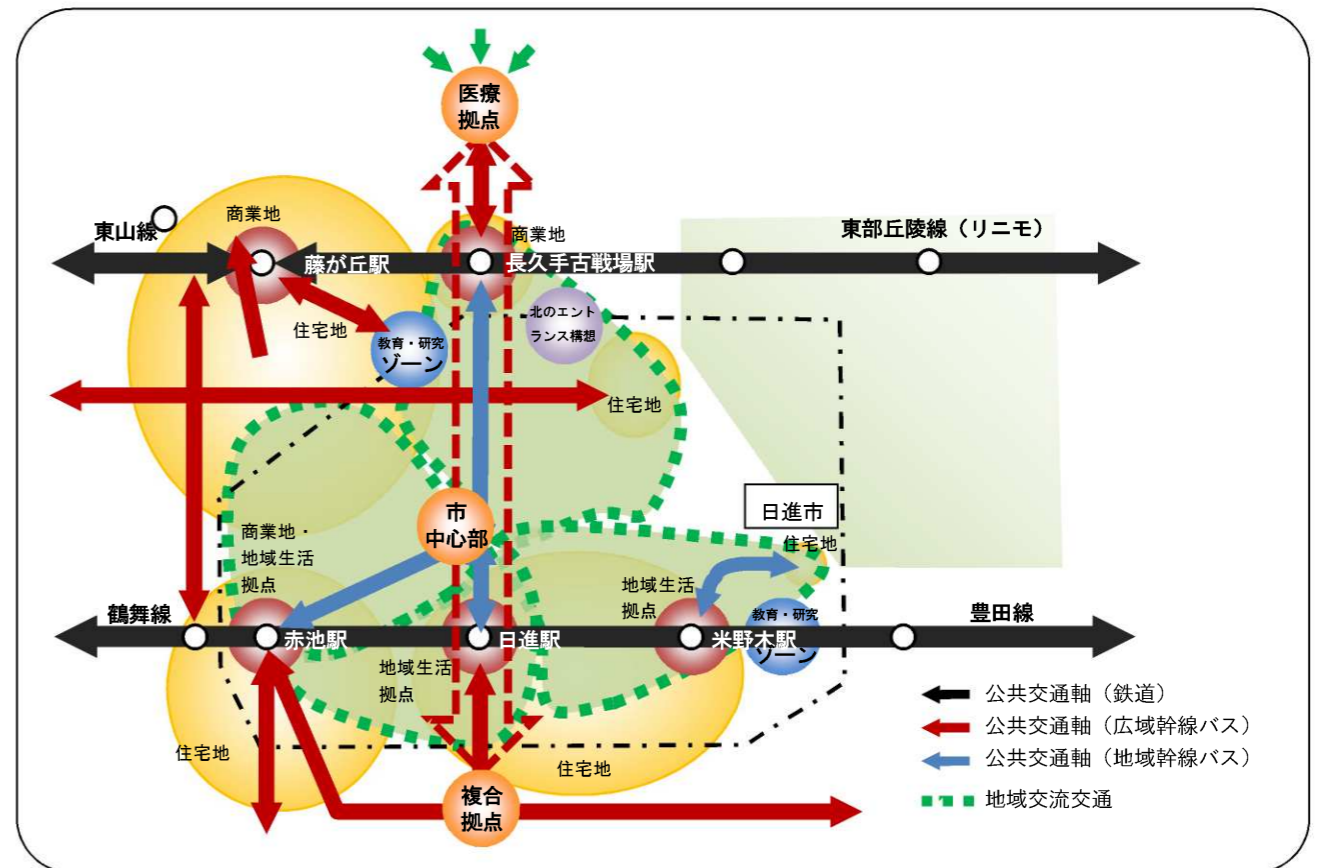 医療
拠点
商業地
東山線
藤が丘駅
商業地
長久手古戦場駅
東部丘陵線（リニモ）
住宅地
教育・研究
ゾーン
北のエント
ランス構想
住宅地
市
中心部
日進市
住宅地
商業地・
地域生活
拠点
地域生活
拠点
鶴舞線
赤池駅
日進駅
米野木駅
教育・研究
ゾーン
豊田線
地域生活
拠点
住宅地
住宅地
複合
拠点
公共交通軸（鉄道）
公共交通軸（広域幹線バス）
公共交通軸（地域幹線バス）
地域交流交通